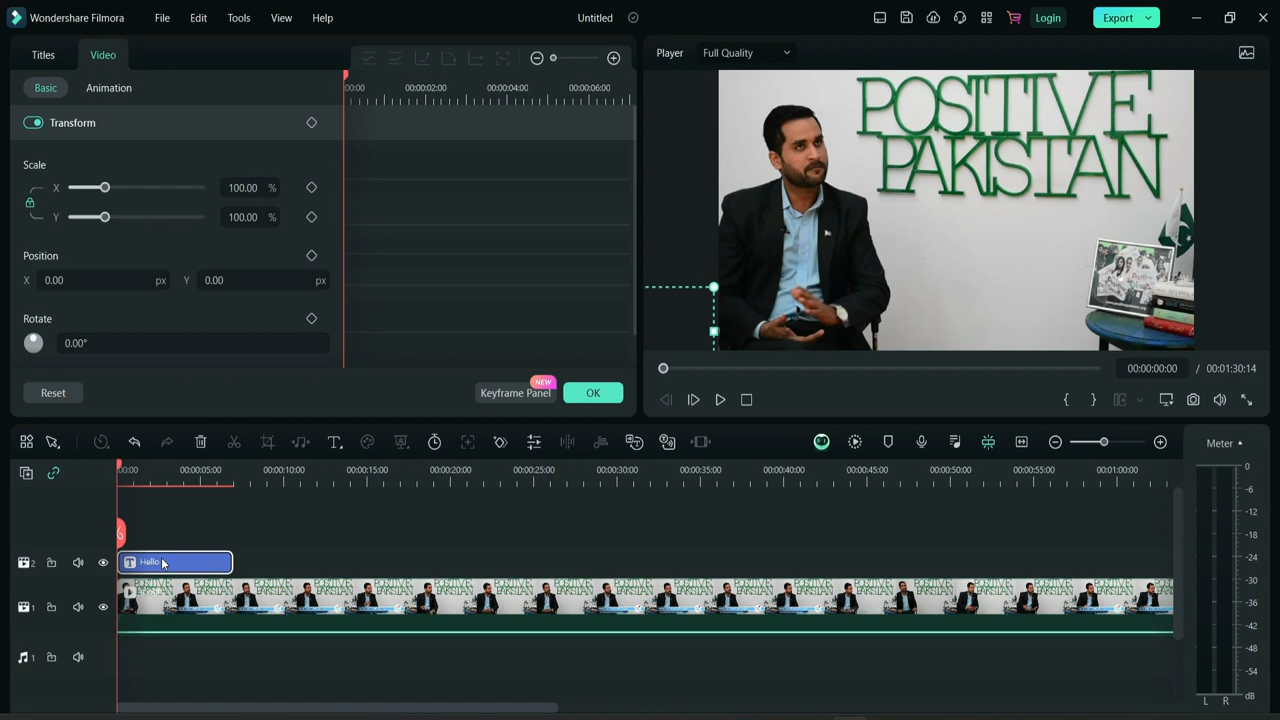 Wondershare Filmora File Edit Tools View Help Untitled Login Export
Titles Video
Player Full Quality
Basic Animation
00:00 00:00:02:00 00:00:04:00 00:00:06:00
Transform
Scale
X 100.00 %
Y 100.00 %
Position
X 0.00 px Y 0.00 px
Rotate
0.00°
Reset NEW Keyframe Panel OK
POSITIVE
PAKISTAN
00:00:00:00 / 00:01:30:14
Meter
00:00 00:00:05:00 00:00:10:00 00:00:15:00 00:00:20:00 00:00:25:00 00:00:30:00 00:00:35:00 00:00:40:00 00:00:45:00 00:00:50:00 00:00:55:00 00:01:00:00
2 T Hello
1
1
0
-6
-12
-18
-24
-30
-36
-42
-48
-54
dB
L R